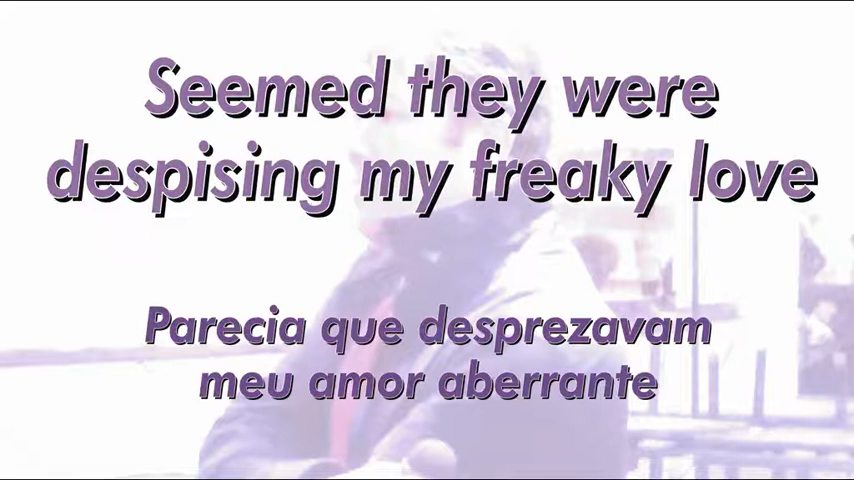 Seemed they were
despising my freaky love
Parecia que desprezavam
meu amor aberrante